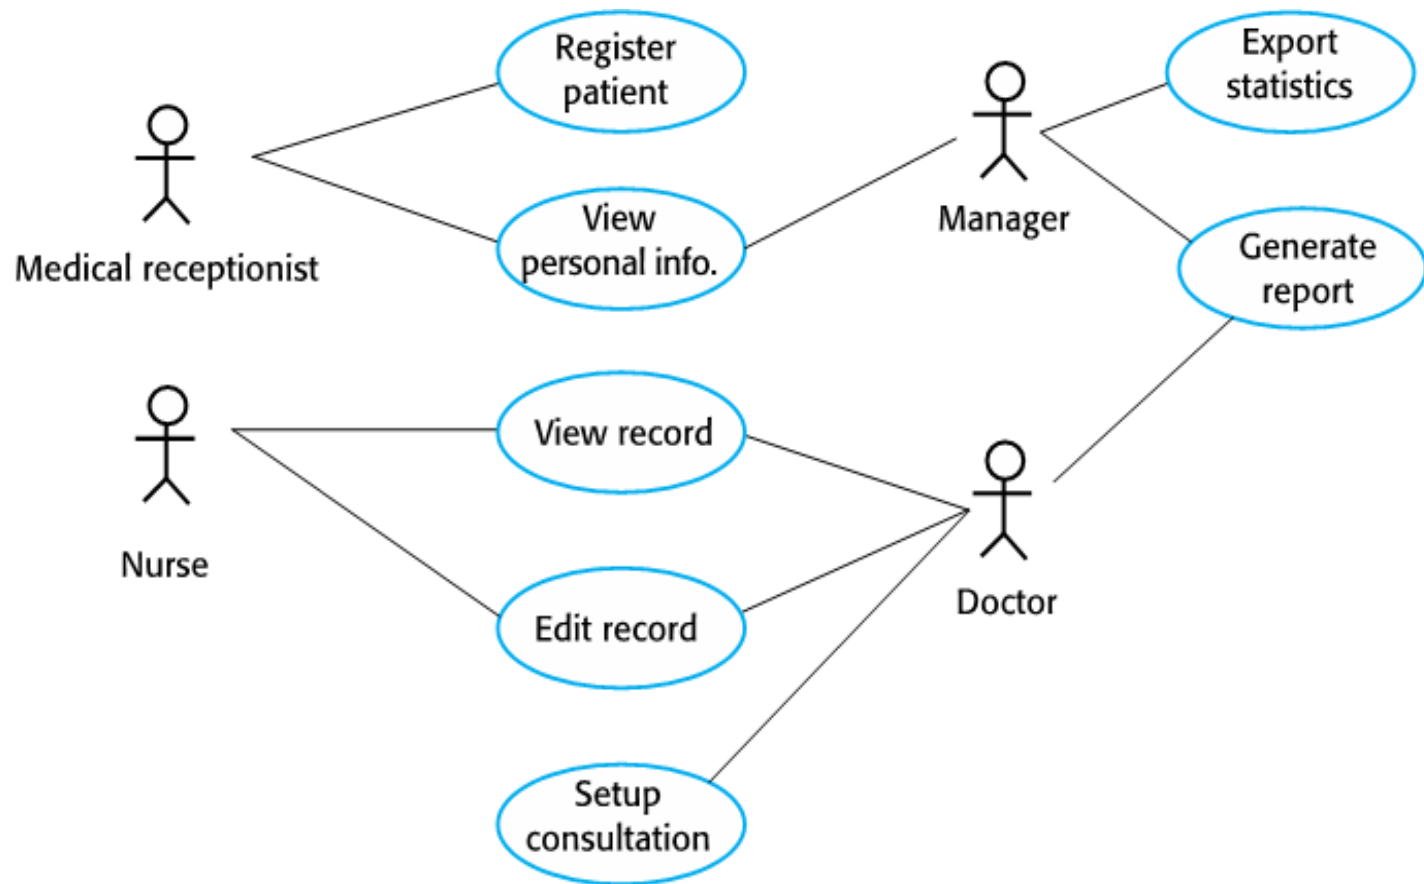 Register
patient
Export
statistics
Medical receptionist
View
personal info.
Manager
Generate
report
Nurse
View record
Edit record
Doctor
Setup
consultation